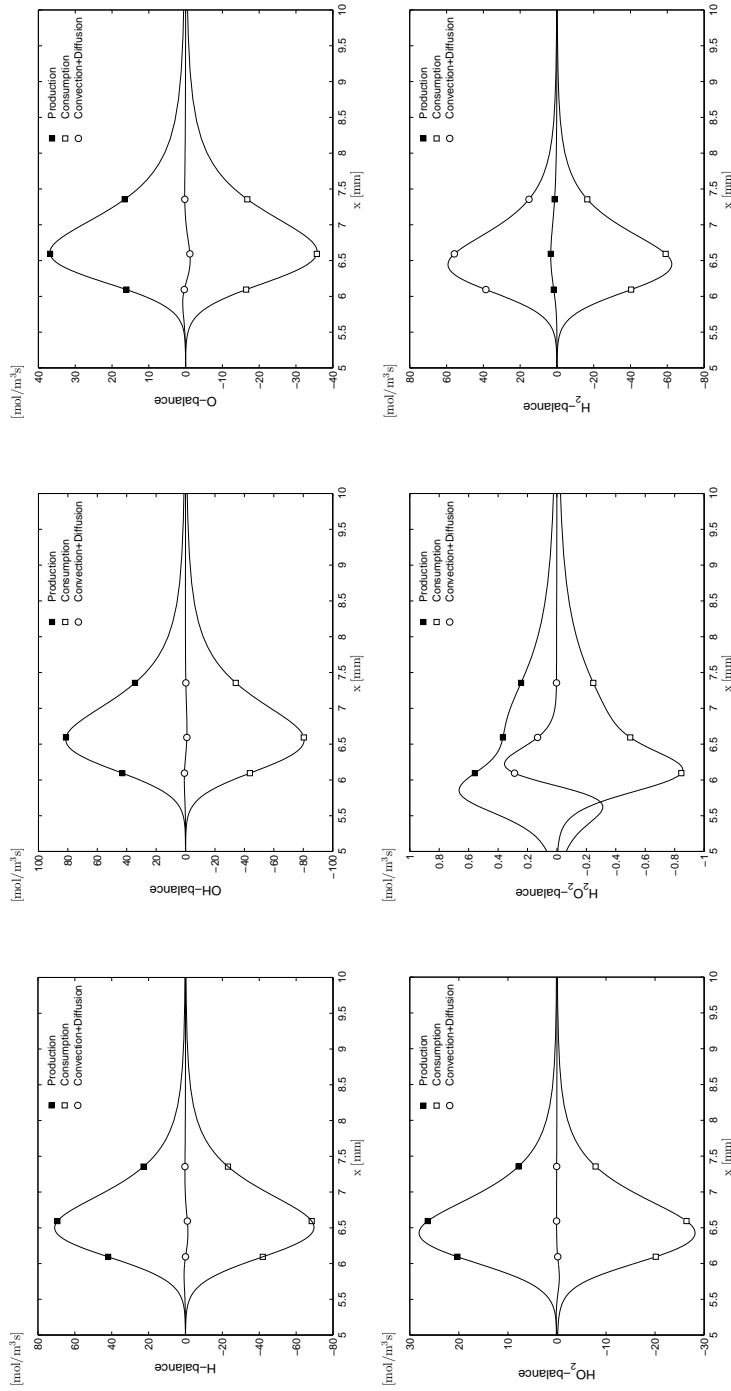 [mol/m³s]
Production
Consumption
Convection+Diffusion
80
60
40
20
0
−20
−40
−60
−80
H−balance
5 5.5 6 6.5 7 7.5 8 8.5 9 9.5 10
x [mm]
[mol/m³s]
Production
Consumption
Convection+Diffusion
100
80
60
40
20
0
−20
−40
−60
−80
−100
OH−balance
5 5.5 6 6.5 7 7.5 8 8.5 9 9.5 10
x [mm]
[mol/m³s]
Production
Consumption
Convection+Diffusion
40
30
20
10
0
−10
−20
−30
−40
O−balance
5 5.5 6 6.5 7 7.5 8 8.5 9 9.5 10
x [mm]
[mol/m³s]
Production
Consumption
Convection+Diffusion
30
20
10
0
−10
−20
−30
HO₂−balance
5 5.5 6 6.5 7 7.5 8 8.5 9 9.5 10
x [mm]
[mol/m³s]
Production
Consumption
Convection+Diffusion
1
0.8
0.6
0.4
0.2
0
−0.2
−0.4
−0.6
−0.8
−1
H₂O₂−balance
5 5.5 6 6.5 7 7.5 8 8.5 9 9.5 10
x [mm]
[mol/m³s]
Production
Consumption
Convection+Diffusion
80
60
40
20
0
−20
−40
−60
−80
H₂−balance
5 5.5 6 6.5 7 7.5 8 8.5 9 9.5 10
x [mm]